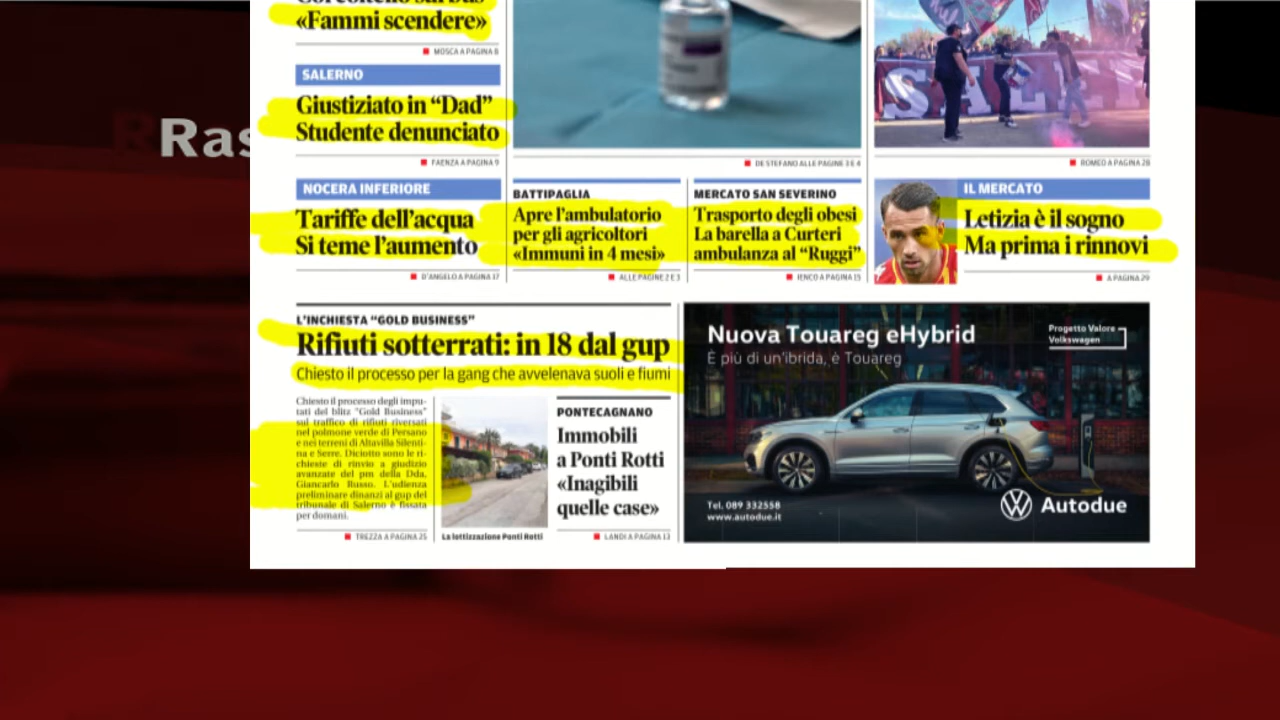 Ras
«Fammi scendere»
MOSCA A PAGINA 8
SALERNO
Giustiziato in “Dad”
Studente denunciato
FAENZA A PAGINA 9
DE STEFANO ALLE PAGINE 3 E 4
ROMEO A PAGINA 28
NOCERA INFERIORE
Tariffe dell’acqua
Si teme l’aumento
D’ANGELO A PAGINA 17
BATTIPAGLIA
Apre l’ambulatorio
per gli agricoltori
«Immuni in 4 mesi»
ALLE PAGINE 2 E 3
MERCATO SAN SEVERINO
Trasporto degli obesi
La barella a Curteri
ambulanza al “Ruggi”
IENCO A PAGINA 15
IL MERCATO
Letizia è il sogno
Ma prima i rinnovi
A PAGINA 29
L’INCHIESTA “GOLD BUSINESS”
Rifiuti sotterrati: in 18 dal gup
Chiesto il processo per la gang che avvelenava suoli e fiumi
Chiesto il processo degli impu-
tati del blitz “Gold Business”
sul traffico di rifiuti riversati
nel polmone verde di Persano
e nei terreni di Altavilla Silenti-
na e Serre. Diciotto sono le ri-
chieste di rinvio a giudizio
avanzate del pm della Dda,
Giancarlo Russo. L’udienza
preliminare dinanzi al gup del
tribunale di Salerno è fissata
per domani.
TREZZA A PAGINA 25
La lottizzazione Ponti Rotti
PONTECAGNANO
Immobili
a Ponti Rotti
«Inagibili
quelle case»
LANDI A PAGINA 13
Nuova Touareg eHybrid
È più di un'ibrida, è Touareg
Progetto Valore
Volkswagen
Tel. 089 332558
www.autodue.it
Autodue